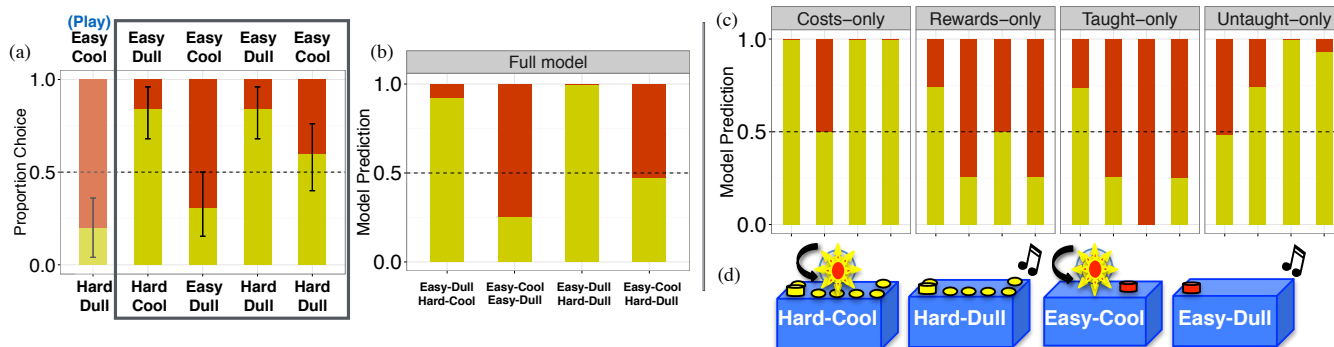 (a)
(Play)
Easy Cool
Easy Dull
Easy Cool
Easy Dull
Easy Cool
Proportion Choice
1.0
0.5
0.0
Hard Dull
Hard Cool
Easy Dull
Hard Dull
Hard Dull
(b)
Full model
Model Prediction
1.0
0.5
0.0
Easy-Dull Hard-Cool
Easy-Cool Easy-Dull
Easy-Dull Hard-Dull
Easy-Cool Hard-Dull
(c)
Costs-only
Rewards-only
Taught-only
Untaught-only
Model Prediction
1.0
0.5
0.0
(d)
Hard-Cool
Hard-Dull
Easy-Cool
Easy-Dull